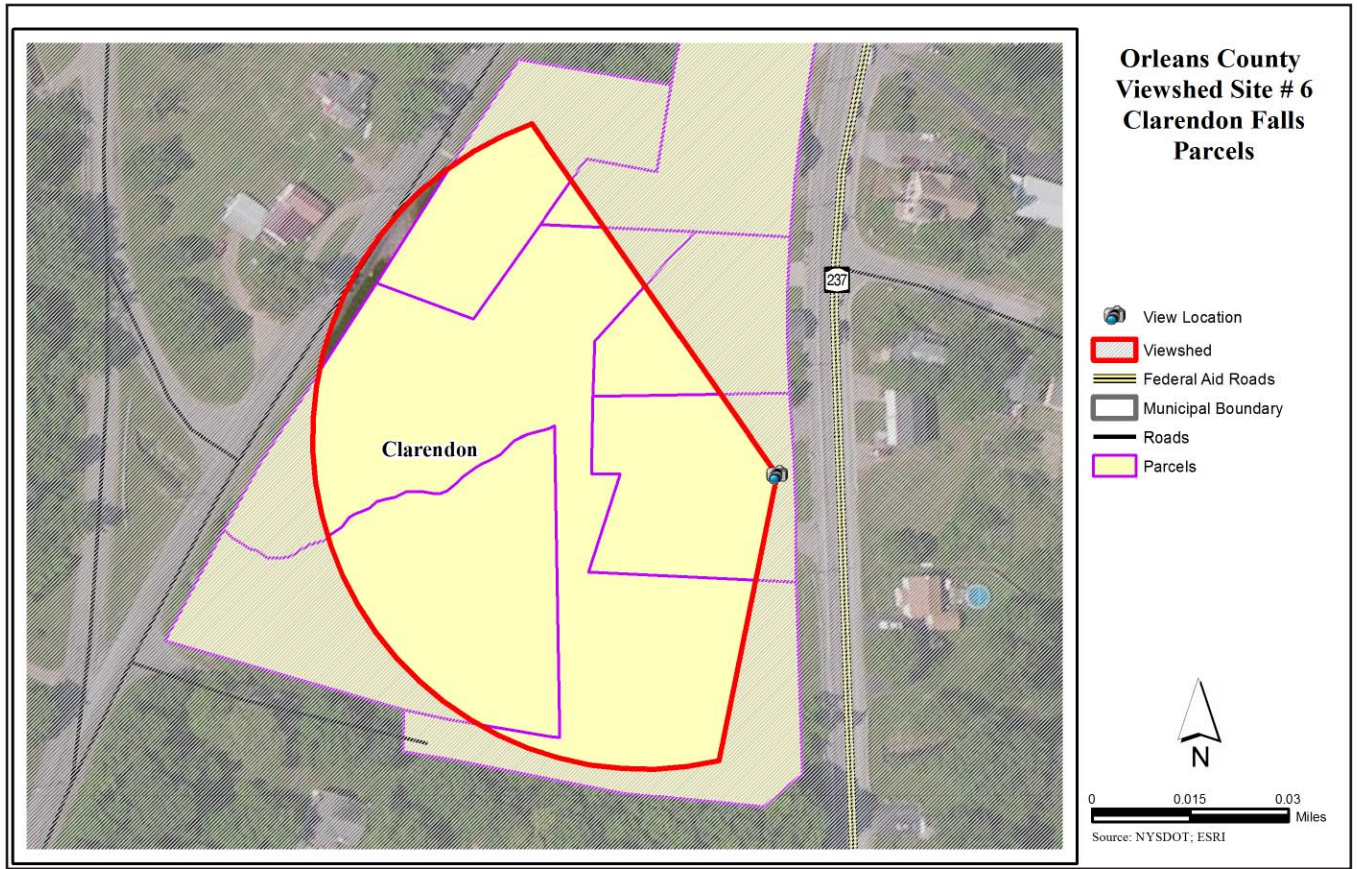 Orleans County
Viewshed Site # 6
Clarendon Falls
Parcels
237
Clarendon
View Location
Viewshed
Federal Aid Roads
Municipal Boundary
Roads
Parcels
N
0 0.015 0.03
Miles
Source: NYSDOT; ESRI